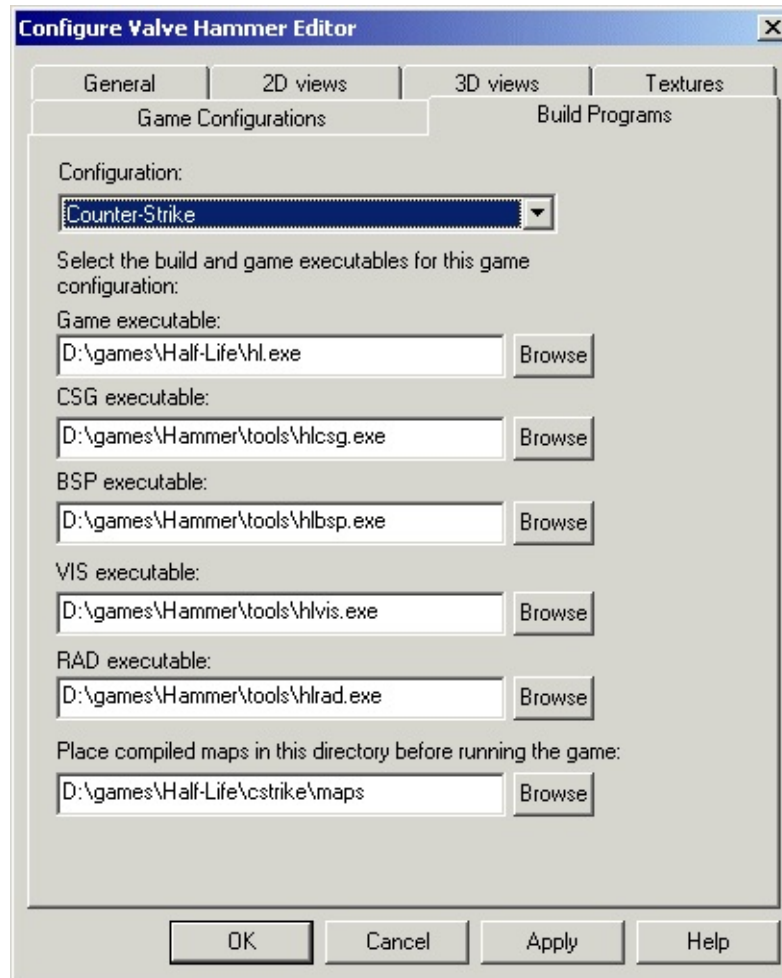 Configure Valve Hammer Editor
General 2D views 3D views Textures
Game Configurations Build Programs
Configuration:
Counter-Strike
Select the build and game executables for this game
configuration:
Game executable:
D:\games\Half-Life\hl.exe Browse
CSG executable:
D:\games\Hammer\tools\hlcsg.exe Browse
BSP executable:
D:\games\Hammer\tools\hlbsp.exe Browse
VIS executable:
D:\games\Hammer\tools\hlvis.exe Browse
RAD executable:
D:\games\Hammer\tools\hlrad.exe Browse
Place compiled maps in this directory before running the game:
D:\games\Half-Life\cstrike\maps Browse
OK Cancel Apply Help